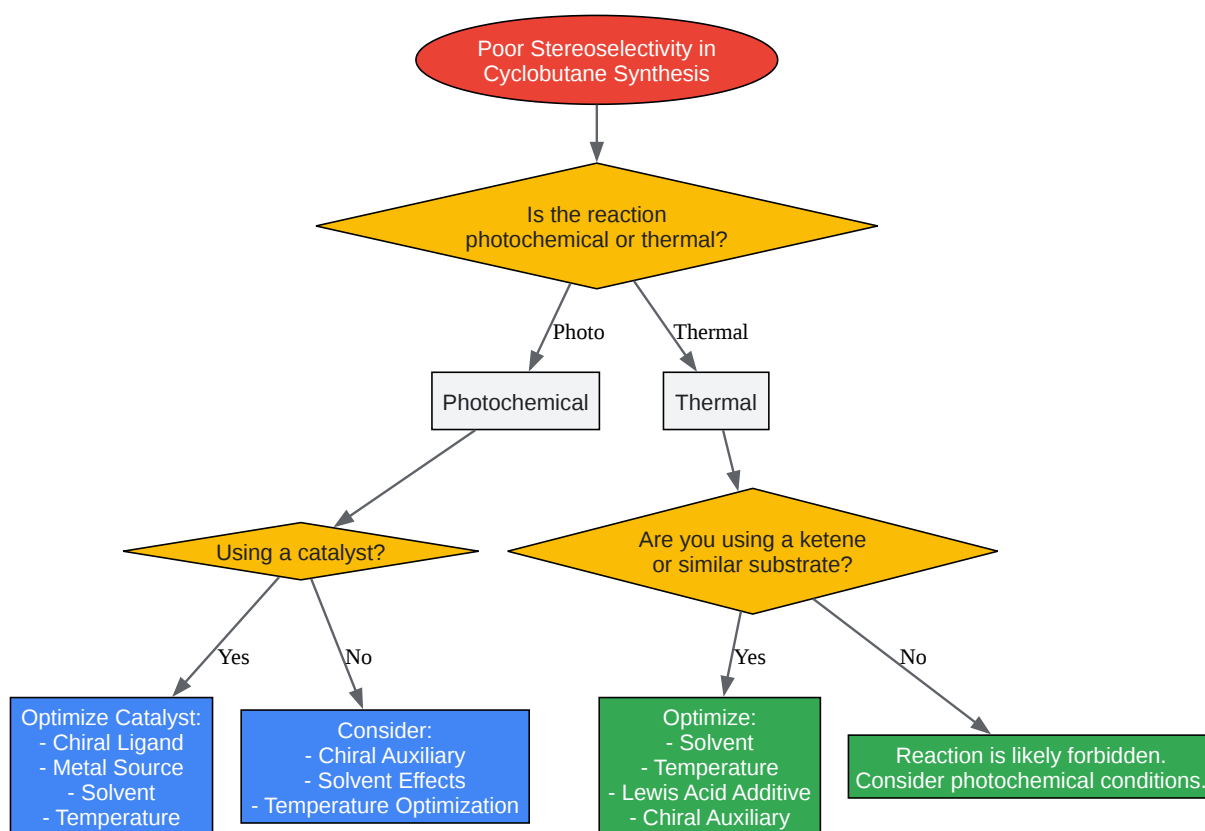 Poor Stereoselectivity in
Cyclobutane Synthesis
Is the reaction
photochemical or thermal?
Photo
Thermal
Photochemical
Thermal
Using a catalyst?
Are you using a ketene
or similar substrate?
Yes
No
Yes
No
Optimize Catalyst:
- Chiral Ligand
- Metal Source
- Solvent
- Temperature
Consider:
- Chiral Auxiliary
- Solvent Effects
- Temperature Optimization
Optimize:
- Solvent
- Temperature
- Lewis Acid Additive
- Chiral Auxiliary
Reaction is likely forbidden.
Consider photochemical conditions.